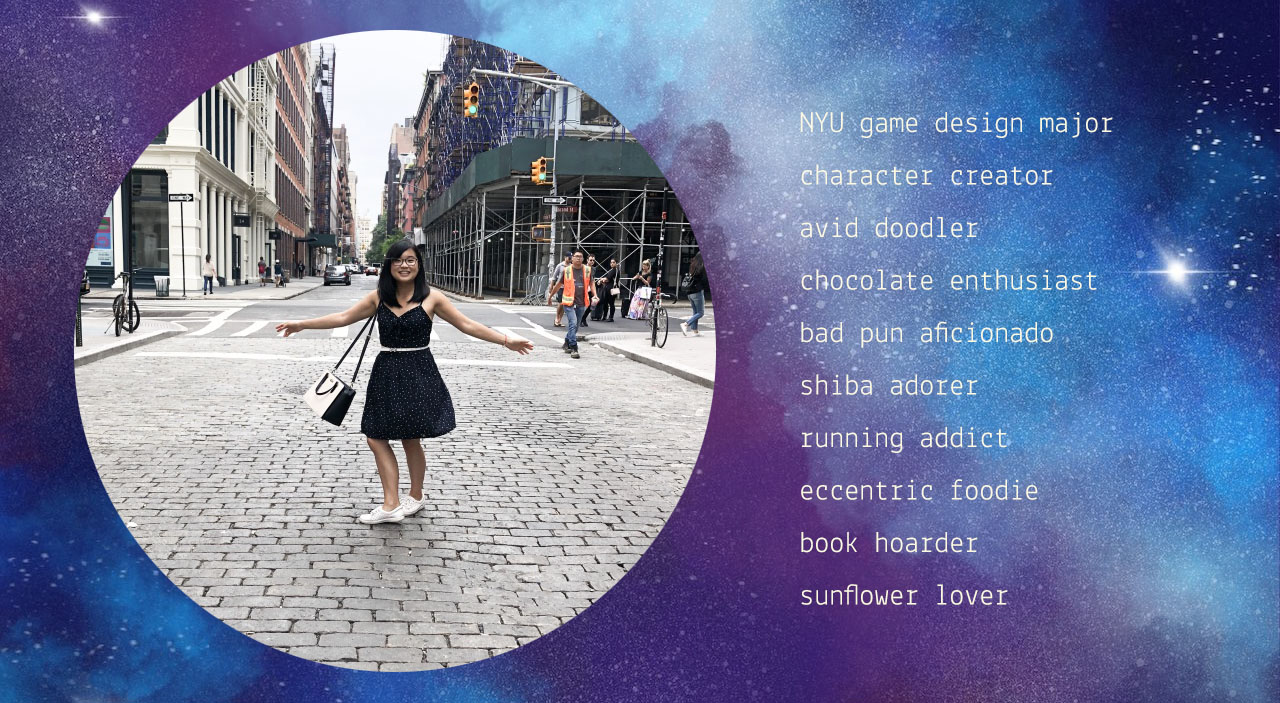 NYU game design major
character creator
avid doodler
chocolate enthusiast
bad pun aficionado
shiba adorer
running addict
eccentric foodie
book hoarder
sunflower lover